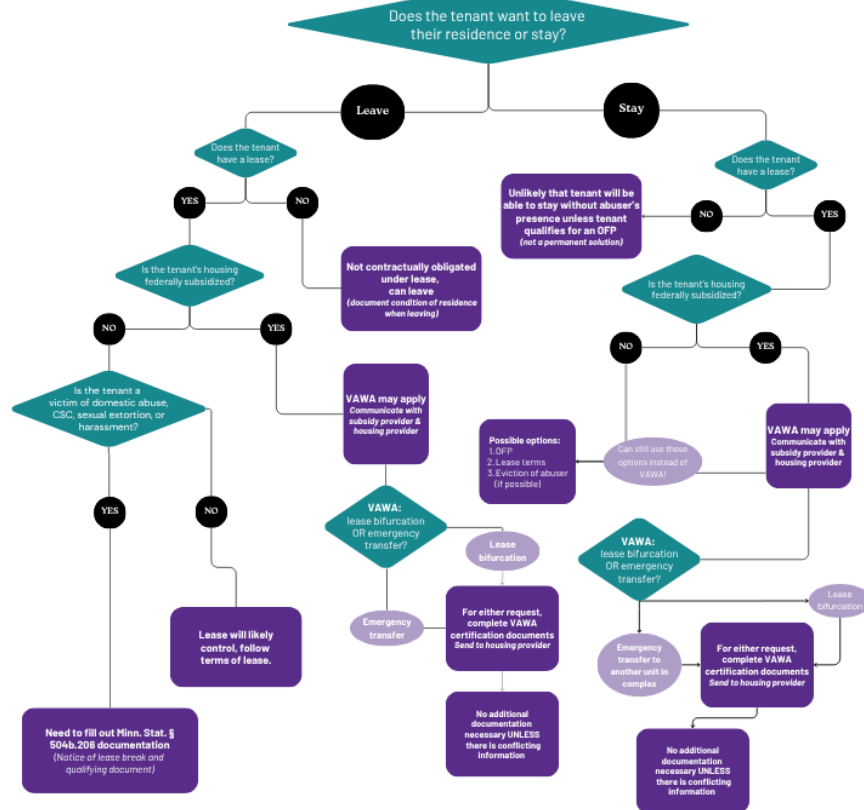 Does the tenant want to leave
their residence or stay?
Leave
Stay
Does the tenant
have a lease?
YES
NO
Is the tenant's housing
federally subsidized?
Not contractually obligated
under lease,
can leave
(document condition of residence
when leaving)
NO
YES
Is the tenant a
victim of domestic abuse,
CSC, sexual extortion, or
harassment?
YES
NO
Lease will likely
control, follow
terms of lease.
Need to fill out Minn. Stat. §
504b.206 documentation
(Notice of lease break and
qualifying document)
VAWA may apply
Communicate with
subsidy provider &
housing provider
VAWA:
lease bifurcation
OR emergency
transfer?
Lease
bifurcation
Emergency
transfer
For either request,
complete VAWA
certification documents
Send to housing provider
No additional
documentation
necessary UNLESS
there is conflicting
information
Does the tenant
have a lease?
NO
YES
Unlikely that tenant will be
able to stay without abuser's
presence unless tenant
qualifies for an OFP
(not a permanent solution)
Is the tenant's housing
federally subsidized?
NO
YES
Possible options:
1. OFP
2. Lease terms
3. Eviction of abuser
(if possible)
Can still use these
options instead of
VAWA!
VAWA may apply
Communicate with
subsidy provider &
housing provider
VAWA:
lease bifurcation
OR emergency
transfer?
Lease
bifurcation
Emergency
transfer to
another unit in
complex
For either request,
complete VAWA
certification documents
Send to housing provider
No additional
documentation
necessary UNLESS
there is conflicting
information